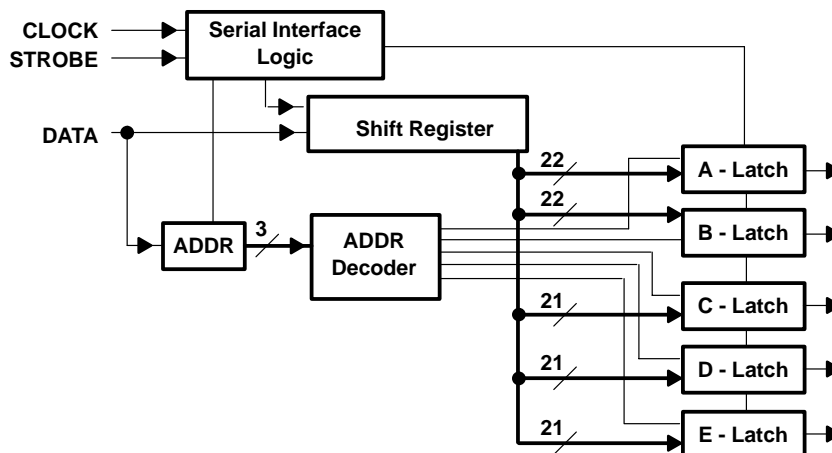 CLOCK
STROBE
Serial Interface
Logic
DATA
Shift Register
22
A - Latch
22
B - Latch
ADDR
3
ADDR
Decoder
21
C - Latch
21
D - Latch
21
E - Latch